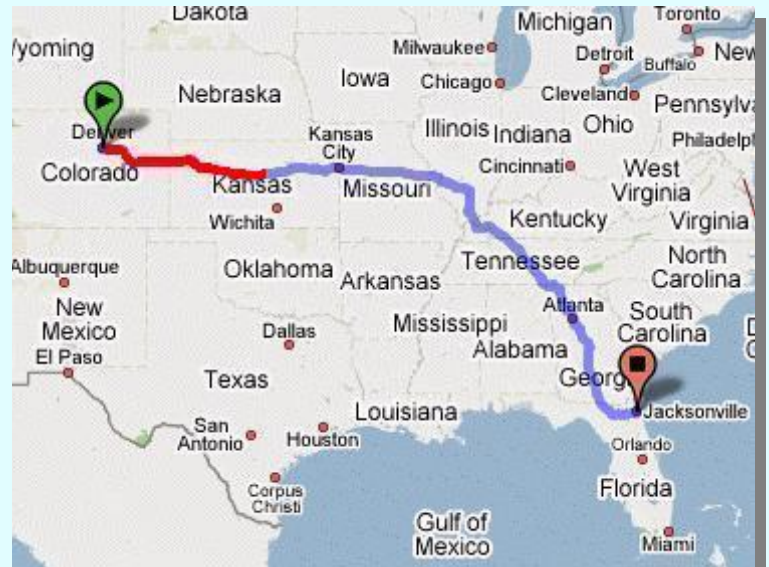 Dakota
Michigan
Toronto
Wyoming
Milwaukee
Detroit
Buffalo
New
Iowa
Chicago
Nebraska
Cleveland
Pennsylva
Denver
Kansas
City
Illinois
Indiana
Ohio
Philadelp
Colorado
Kansas
Missouri
Cincinnati
West
Virginia
Wichita
Kentucky
Virginia
Albuquerque
Oklahoma
Arkansas
Tennessee
North
Carolina
New
Mexico
Atlanta
South
Carolina
Dallas
Mississippi
Alabama
El Paso
Texas
Georgi
Louisiana
Jacksonville
San
Antonio
Houston
Orlando
Corpus
Christi
Florida
Gulf of
Mexico
Miami